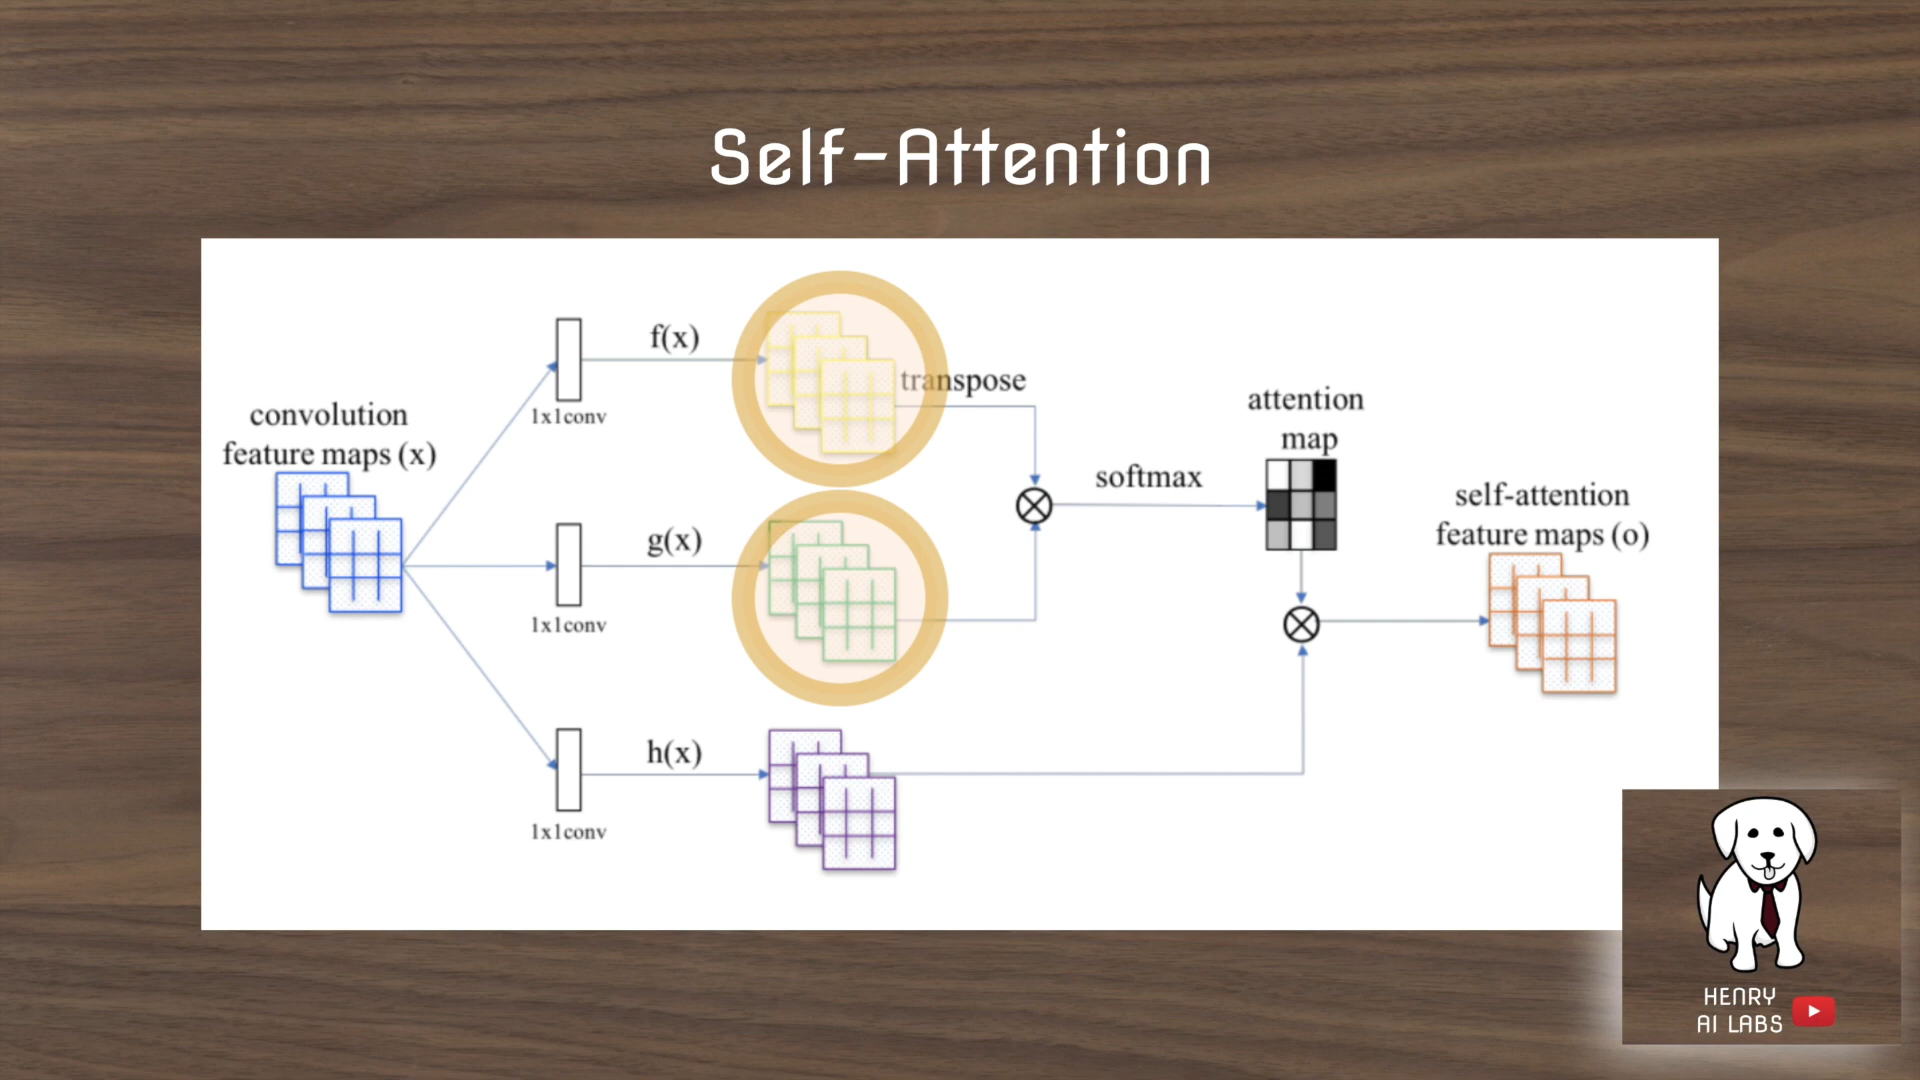 Self-Attention
convolution
feature maps (x)
1x1conv
f(x)
transpose
1x1conv
g(x)
1x1conv
h(x)
softmax
attention
map
self-attention
feature maps (o)
HENRY
AI LABS